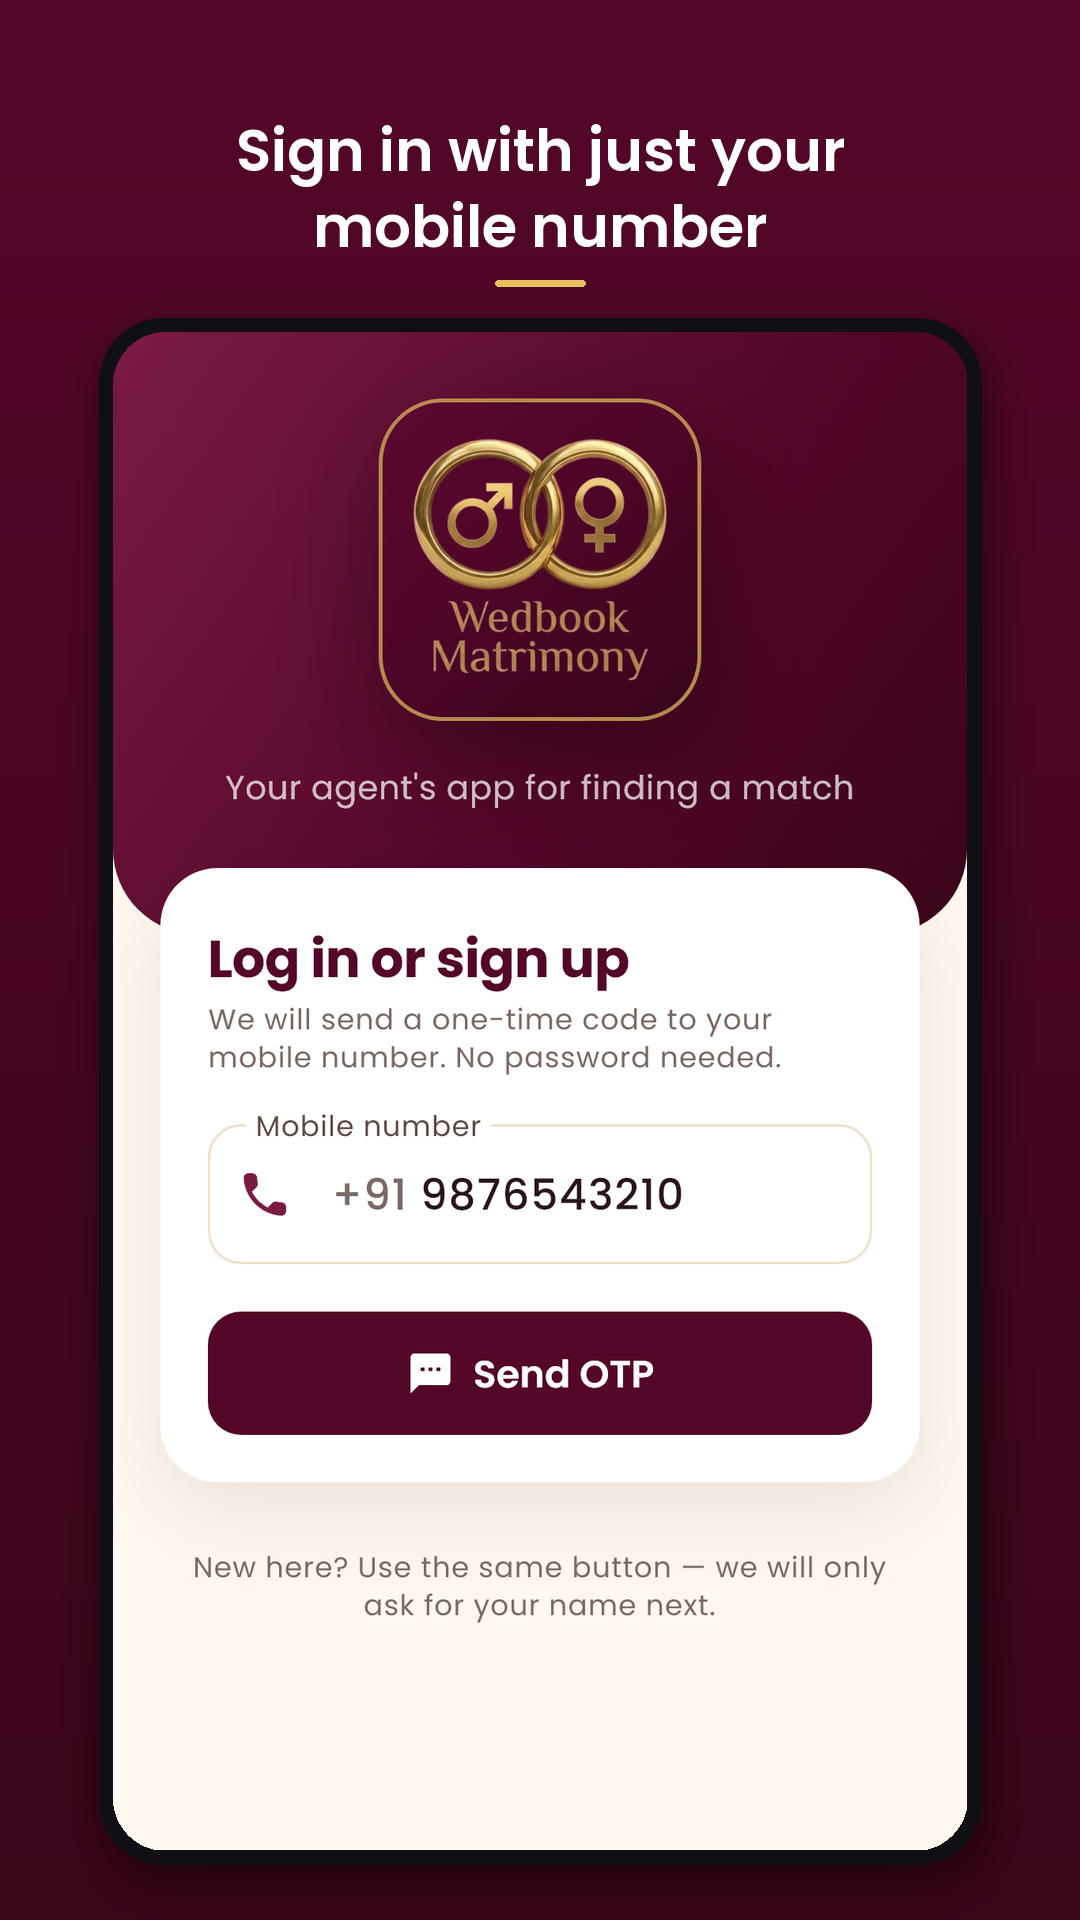 Sign in with just your
mobile number
Wedbook
Matrimony
Your agent's app for finding a match
Log in or sign up
We will send a one-time code to your
mobile number. No password needed.
Mobile number
+91 9876543210
Send OTP
New here? Use the same button — we will only
ask for your name next.